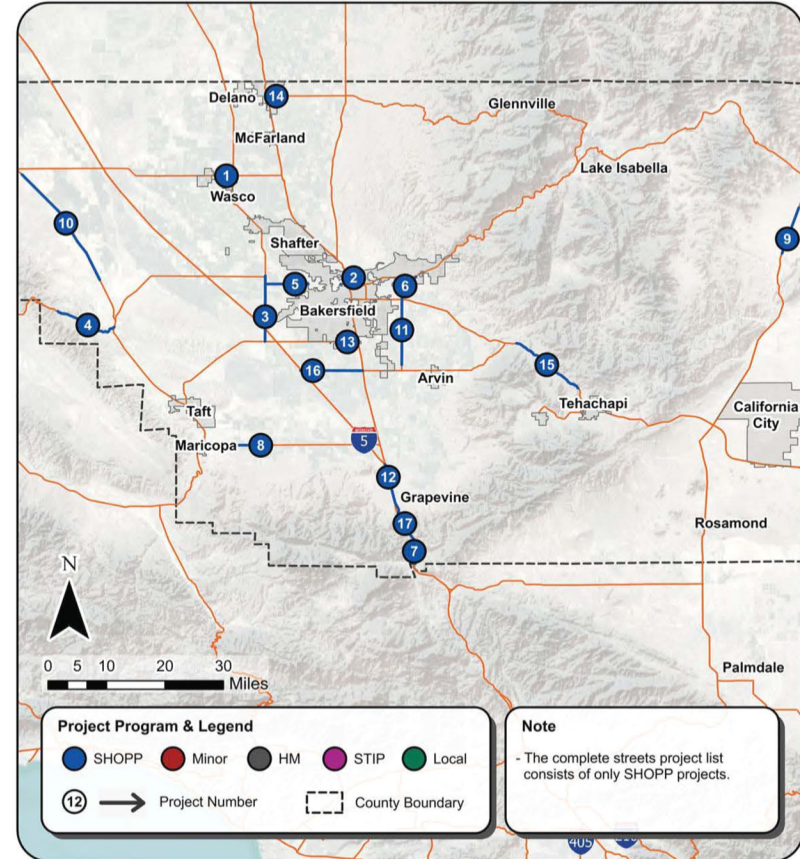 Delano
14
Glennville
McFarland
Lake Isabella
1
Wasco
10
9
Shafter
2
5
6
3
Bakersfield
11
4
13
15
16
Arvin
Tehachapi
Taft
California
City
5
Maricopa
8
12
Grapevine
17
Rosamond
7
N
0 5 10 20 30
Miles
Palmdale
Project Program & Legend
SHOPP
Minor
HM
STIP
Local
12
Project Number
County Boundary
Note
- The complete streets project list
consists of only SHOPP projects.
405